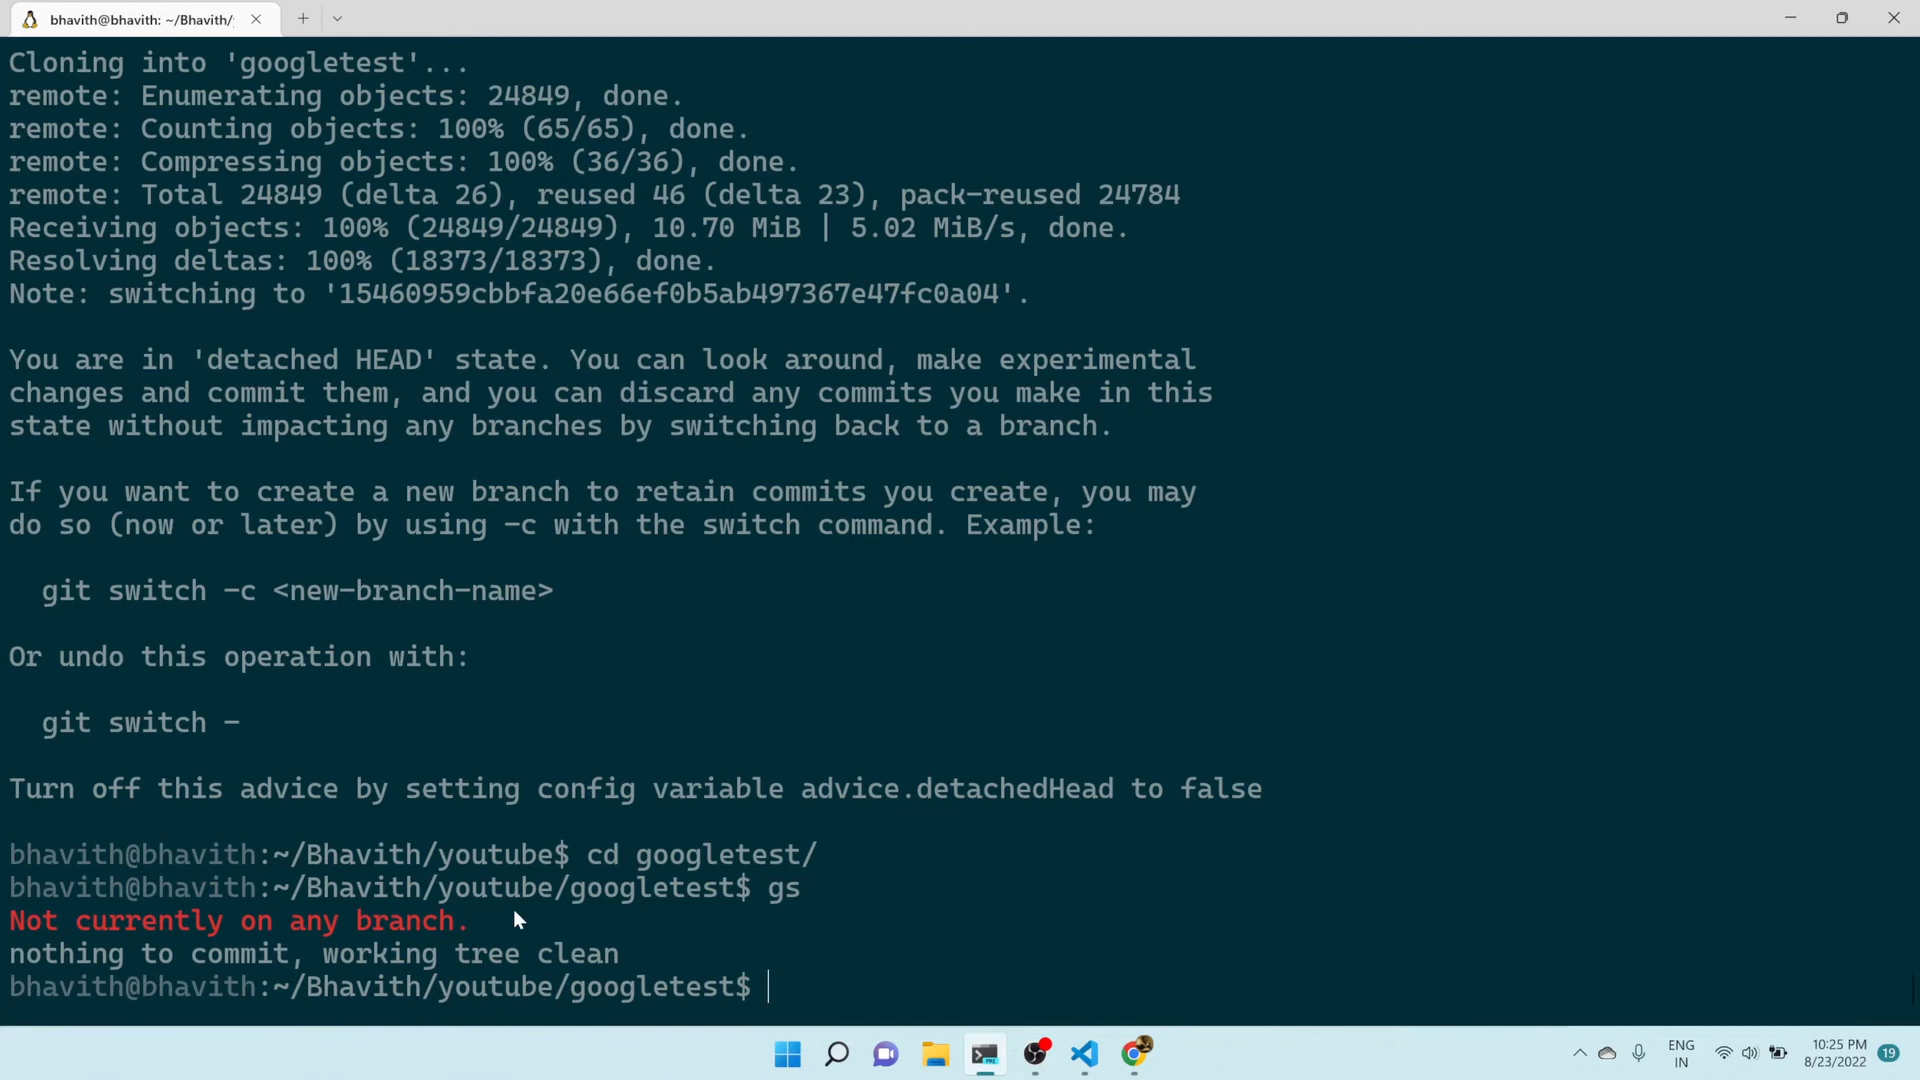 bhavith@bhavith: ~/Bhavith/
Cloning into 'googletest'...
remote: Enumerating objects: 24849, done.
remote: Counting objects: 100% (65/65), done.
remote: Compressing objects: 100% (36/36), done.
remote: Total 24849 (delta 26), reused 46 (delta 23), pack-reused 24784
Receiving objects: 100% (24849/24849), 10.70 MiB | 5.02 MiB/s, done.
Resolving deltas: 100% (18373/18373), done.
Note: switching to '15460959cbbfa20e66ef0b5ab497367e47fc0a04'.
You are in 'detached HEAD' state. You can look around, make experimental
changes and commit them, and you can discard any commits you make in this
state without impacting any branches by switching back to a branch.
If you want to create a new branch to retain commits you create, you may
do so (now or later) by using -c with the switch command. Example:
git switch -c <new-branch-name>
Or undo this operation with:
git switch -
Turn off this advice by setting config variable advice.detachedHead to false
bhavith@bhavith:~/Bhavith/youtube$ cd googletest/
bhavith@bhavith:~/Bhavith/youtube/googletest$ gs
Not currently on any branch.
nothing to commit, working tree clean
bhavith@bhavith:~/Bhavith/youtube/googletest$
ENG
IN
10:25 PM
8/23/2022
19